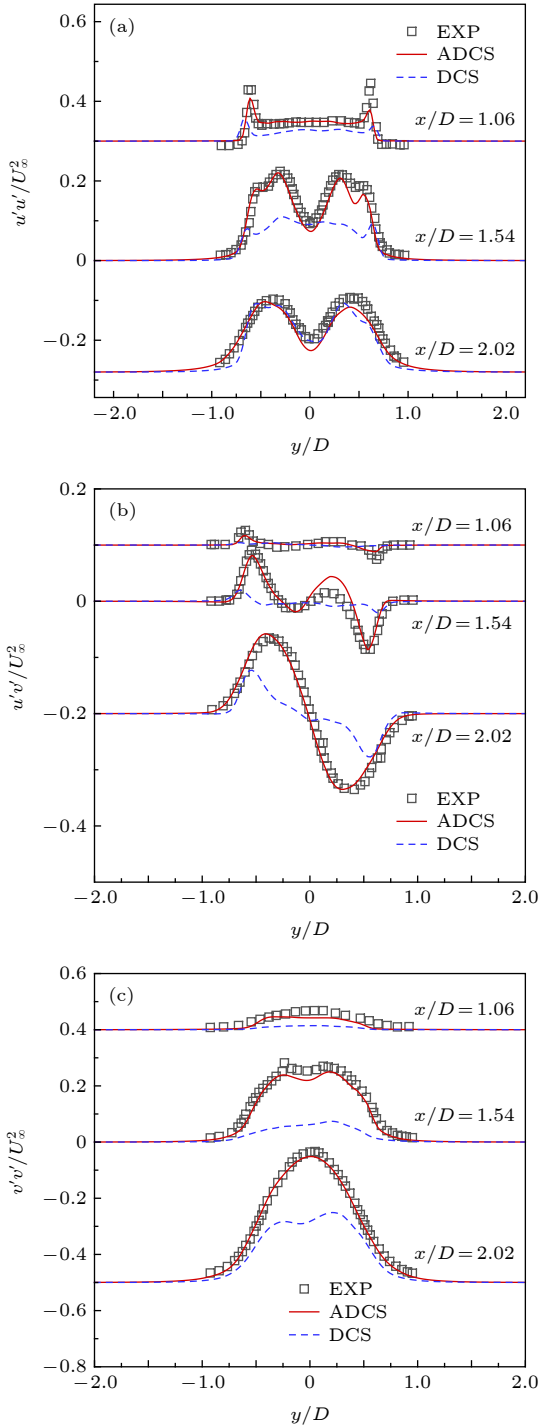 (a)
EXP
ADCS
DCS
0.6
0.4
0.2
0
−0.2
u′u′/U²∞
x/D=1.06
x/D=1.54
x/D=2.02
−2.0
−1.0
0
1.0
2.0
y/D
(b)
0.2
0
−0.2
−0.4
u′v′/U²∞
x/D=1.06
x/D=1.54
x/D=2.02
EXP
ADCS
DCS
−2.0
−1.0
0
1.0
2.0
y/D
(c)
0.6
0.4
0.2
0
−0.2
−0.4
−0.6
−0.8
v′v′/U²∞
x/D=1.06
x/D=1.54
x/D=2.02
EXP
ADCS
DCS
−2.0
−1.0
0
1.0
2.0
y/D